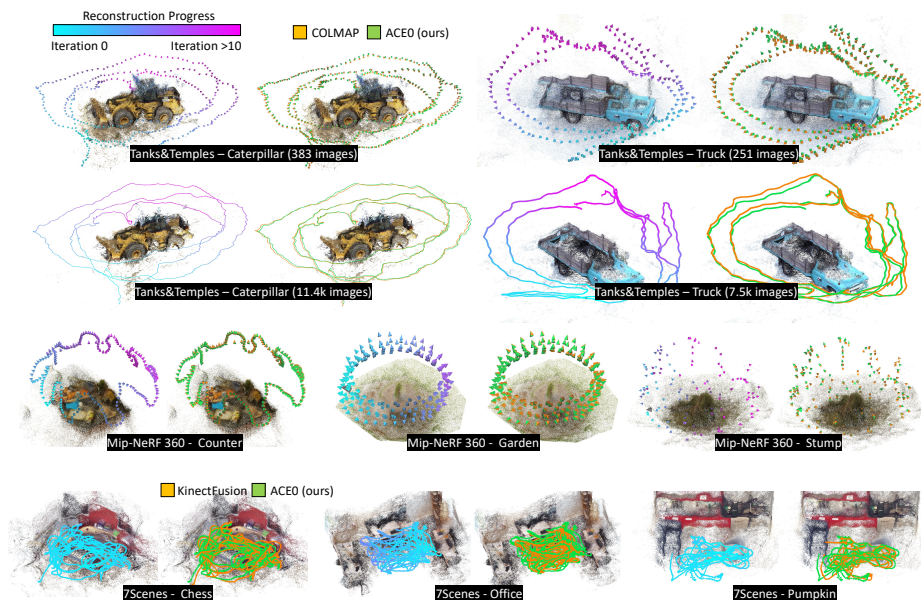 Reconstruction Progress
Iteration 0
Iteration >10
COLMAP
ACE0 (ours)
Tanks&Temples – Caterpillar (383 images)
Tanks&Temples – Truck (251 images)
Tanks&Temples – Caterpillar (11.4k images)
Tanks&Temples – Truck (7.5k images)
Mip-NeRF 360 - Counter
Mip-NeRF 360 - Garden
Mip-NeRF 360 - Stump
KinectFusion
ACE0 (ours)
7Scenes - Chess
7Scenes - Office
7Scenes - Pumpkin